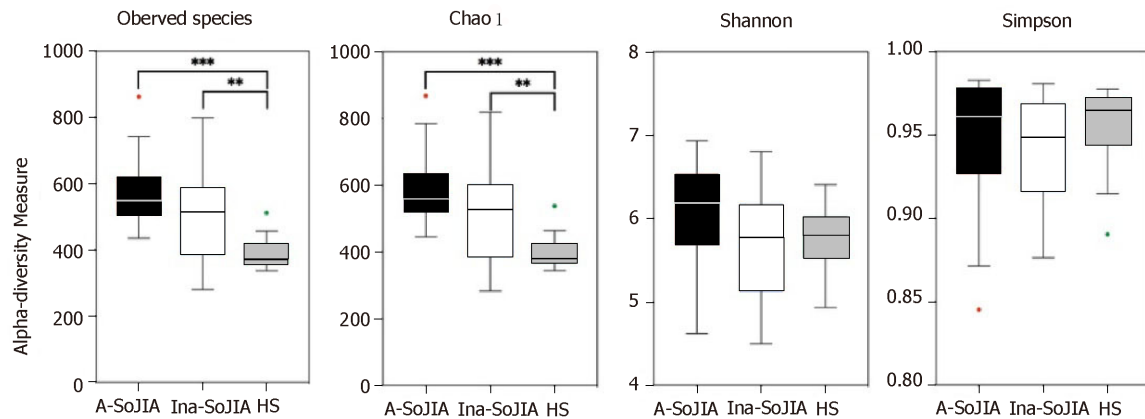 Oberved species
Chao 1
Shannon
Simpson
Alpha-diversity Measure
1000
800
600
400
200
0
***
**
A-SoJIA Ina-SoJIA HS
1000
800
600
400
200
0
***
**
A-SoJIA Ina-SoJIA HS
8
7
6
5
4
A-SoJIA Ina-SoJIA HS
1.00
0.95
0.90
0.85
0.80
A-SoJIA Ina-SoJIA HS